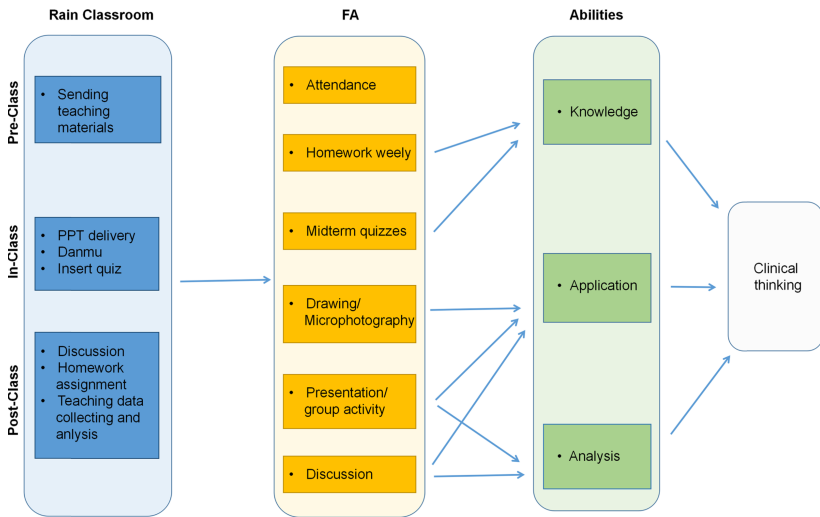 Rain Classroom
FA
Abilities
Pre-Class
• Sending
teaching
materials
In-Class
• PPT delivery
• Danmu
• Insert quiz
Post-Class
• Discussion
• Homework
assignment
• Teaching data
collecting and
anlysis
• Attendance
• Homework weely
• Midterm quizzes
• Drawing/
Microphotography
• Presentation/
group activity
• Discussion
• Knowledge
• Application
• Analysis
Clinical
thinking